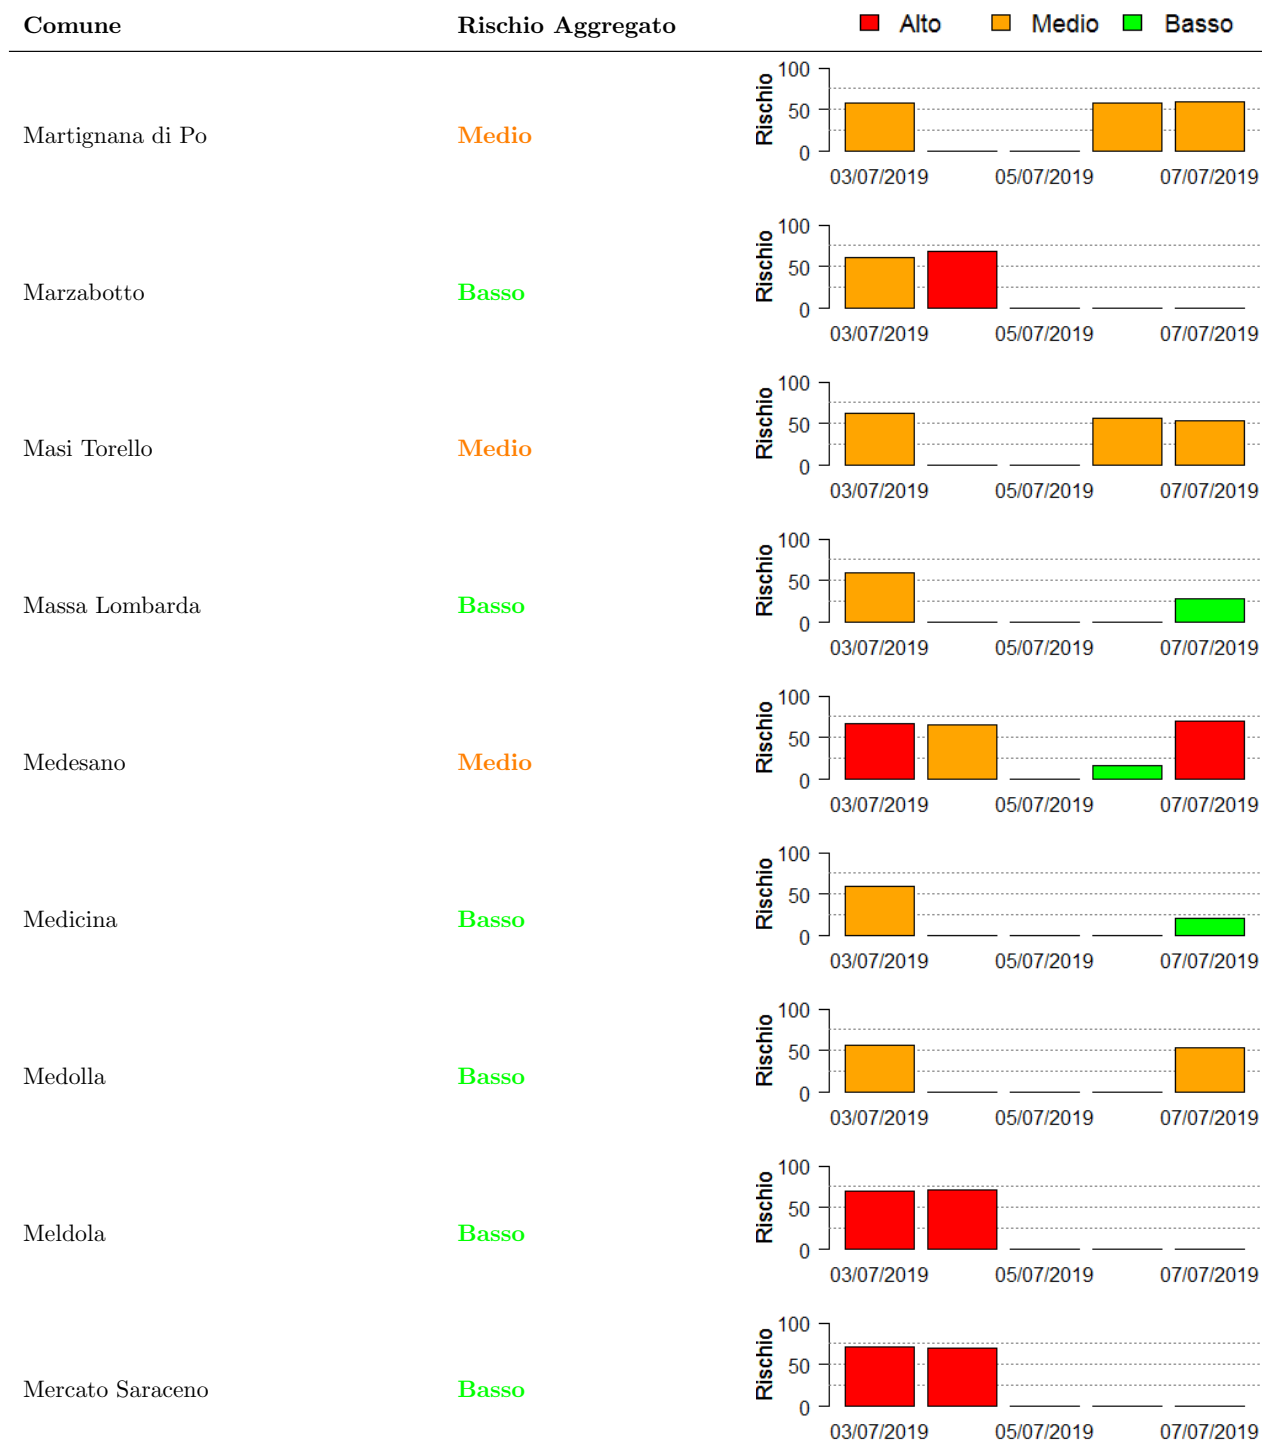 Comune Rischio Aggregato Alto Medio Basso
Martignana di Po Medio
Rischio
100
50
0
03/07/2019 05/07/2019 07/07/2019
Marzabotto Basso
Rischio
100
50
0
03/07/2019 05/07/2019 07/07/2019
Masi Torello Medio
Rischio
100
50
0
03/07/2019 05/07/2019 07/07/2019
Massa Lombarda Basso
Rischio
100
50
0
03/07/2019 05/07/2019 07/07/2019
Medesano Medio
Rischio
100
50
0
03/07/2019 05/07/2019 07/07/2019
Medicina Basso
Rischio
100
50
0
03/07/2019 05/07/2019 07/07/2019
Medolla Basso
Rischio
100
50
0
03/07/2019 05/07/2019 07/07/2019
Meldola Basso
Rischio
100
50
0
03/07/2019 05/07/2019 07/07/2019
Mercato Saraceno Basso
Rischio
100
50
0
03/07/2019 05/07/2019 07/07/2019